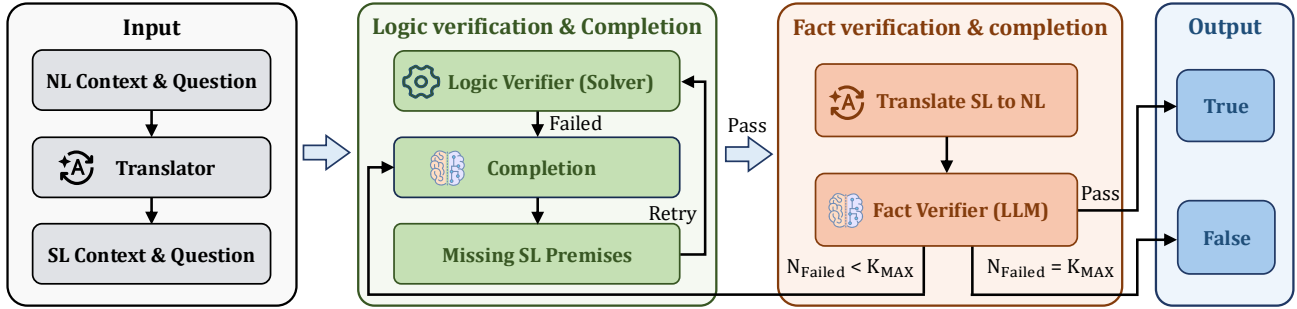 Input
NL Context & Question
Translator
SL Context & Question
Logic verification & Completion
Logic Verifier (Solver)
Failed
Completion
Retry
Missing SL Premises
Pass
Fact verification & completion
Translate SL to NL
Fact Verifier (LLM)
Pass
N_Failed < K_MAX
N_Failed = K_MAX
Output
True
False